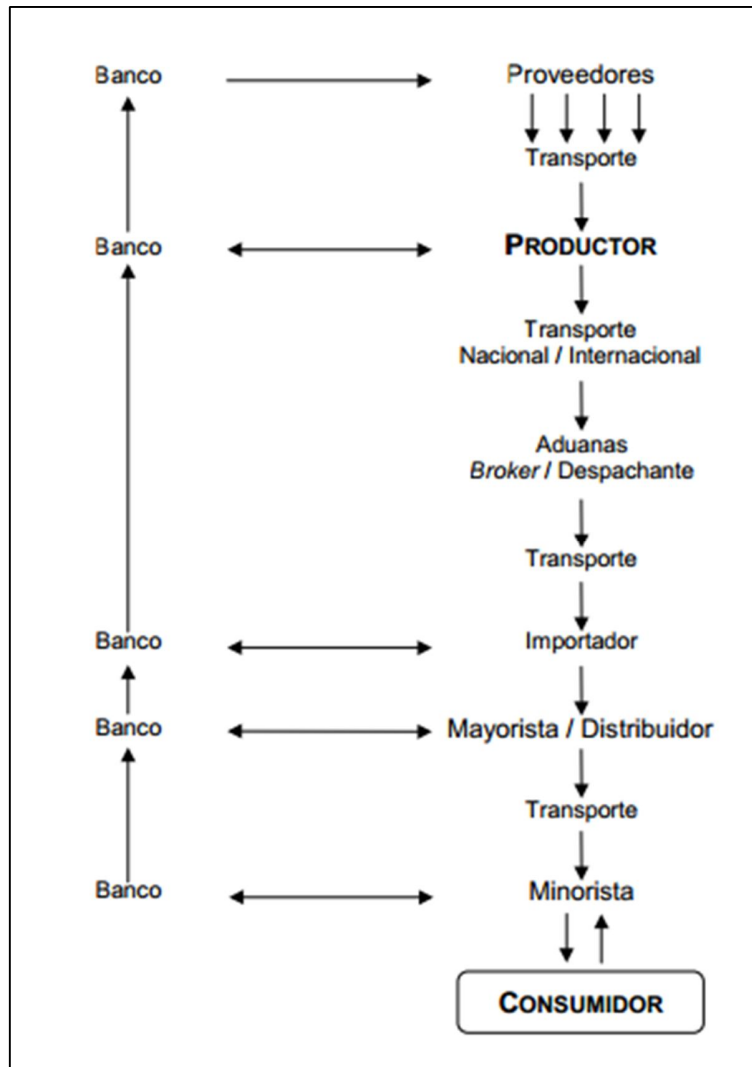 Banco
Proveedores
Transporte
Banco
PRODUCTOR
Transporte
Nacional / Internacional
Aduanas
Broker / Despachante
Transporte
Banco
Importador
Banco
Mayorista / Distribuidor
Transporte
Banco
Minorista
CONSUMIDOR